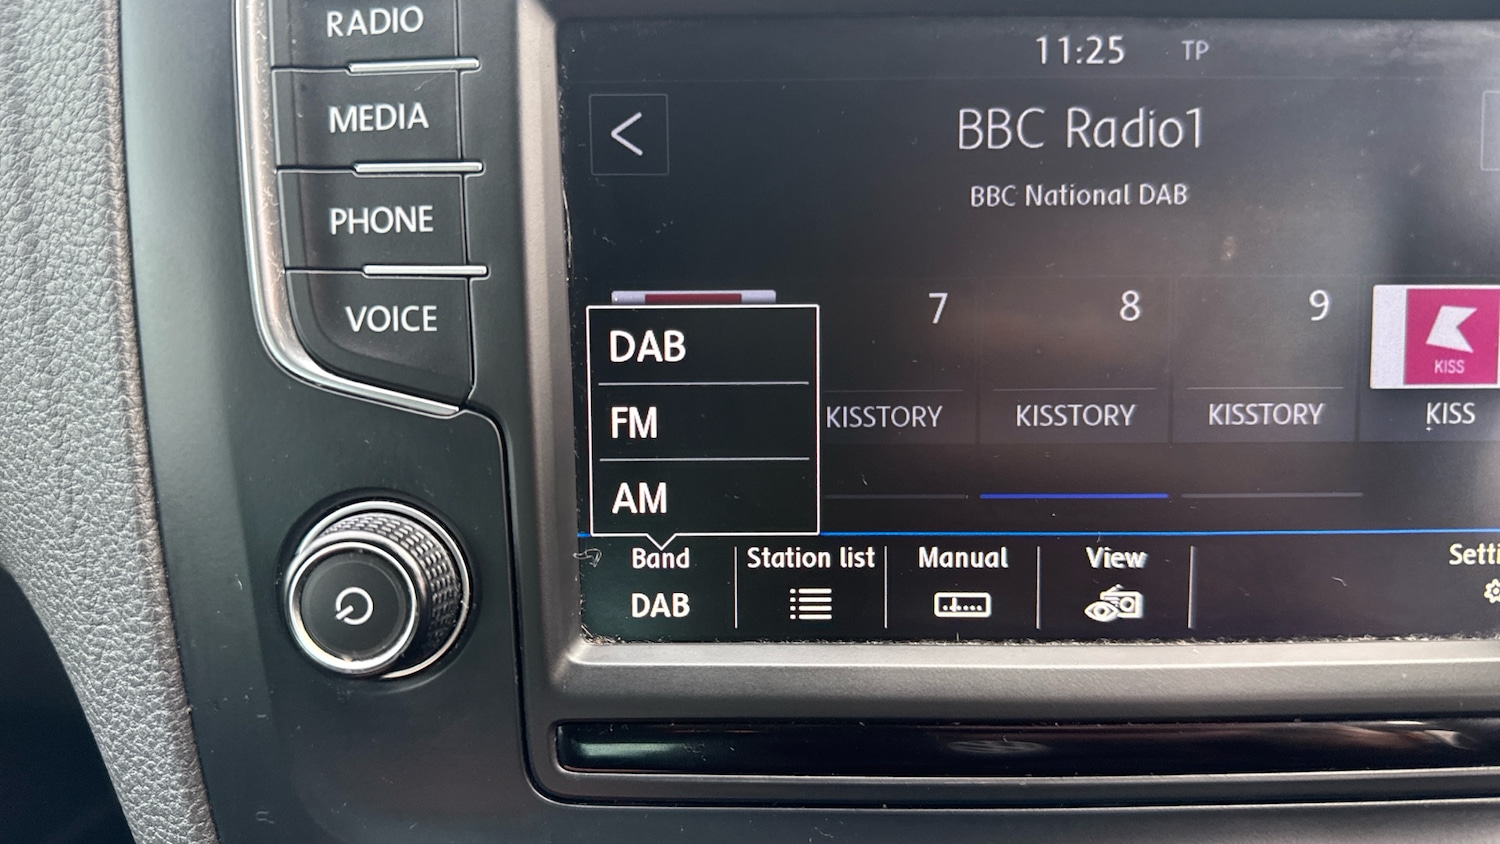 RADIO
MEDIA
PHONE
VOICE
11:25 TP
BBC Radio1
BBC National DAB
7 8 9
KISS
KISSTORY KISSTORY KISSTORY KISS
DAB
FM
AM
Band Station list Manual View Setti
DAB